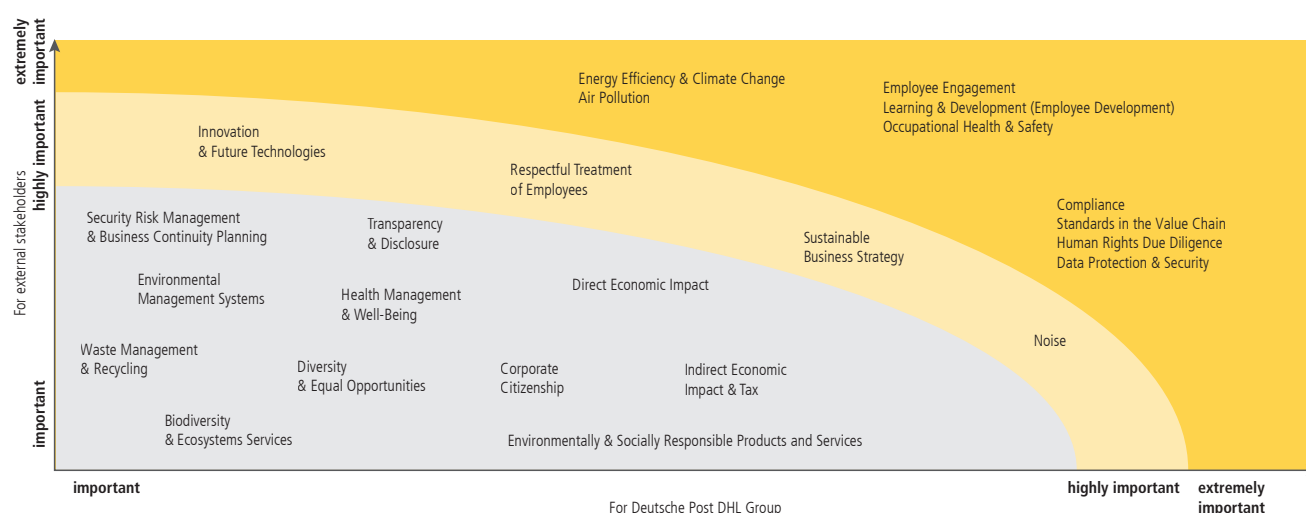 extremely
important
highly important
For external stakeholders
important
Energy Efficiency & Climate Change
Air Pollution
Employee Engagement
Learning & Development (Employee Development)
Occupational Health & Safety
Innovation
& Future Technologies
Respectful Treatment
of Employees
Compliance
Standards in the Value Chain
Human Rights Due Diligence
Data Protection & Security
Security Risk Management
& Business Continuity Planning
Transparency
& Disclosure
Sustainable
Business Strategy
Environmental
Management Systems
Health Management
& Well-Being
Direct Economic Impact
Noise
Waste Management
& Recycling
Diversity
& Equal Opportunities
Corporate
Citizenship
Indirect Economic
Impact & Tax
Biodiversity
& Ecosystems Services
Environmentally & Socially Responsible Products and Services
important
highly important
extremely
important
For Deutsche Post DHL Group